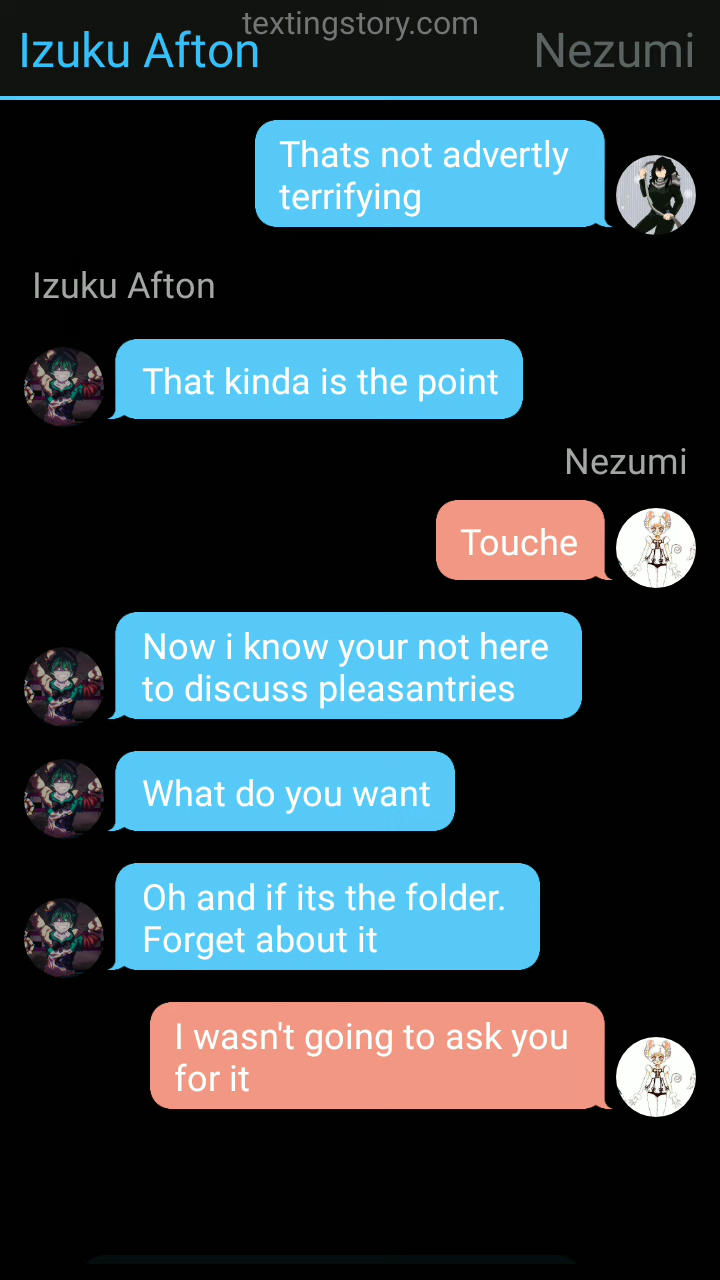 textingstory.com
Izuku Afton
Nezumi
Thats not advertly
terrifying
Izuku Afton
That kinda is the point
Nezumi
Touche
Now i know your not here
to discuss pleasantries
What do you want
Oh and if its the folder.
Forget about it
I wasn't going to ask you
for it